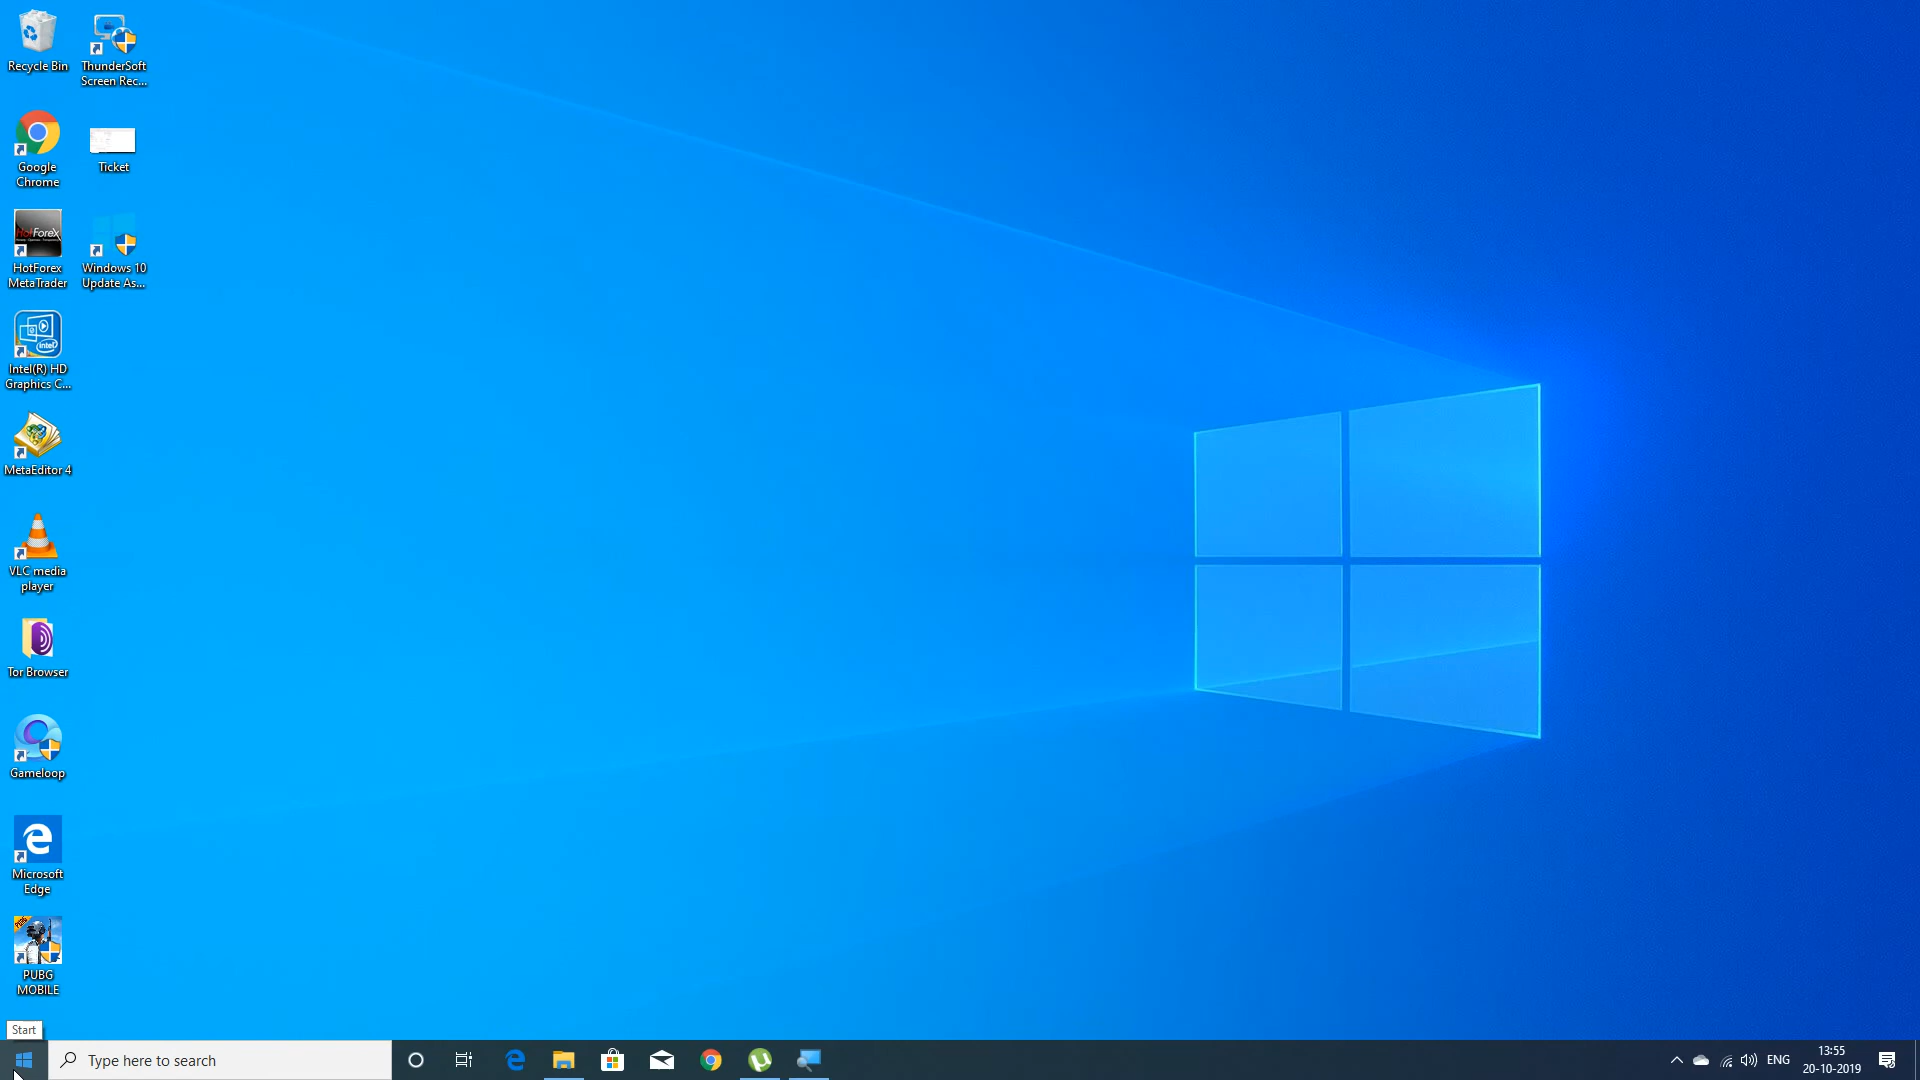 Recycle Bin
ThunderSoft
Screen Rec...
Google
Chrome
Ticket
HotForex
HotForex
MetaTrader
Windows 10
Update As...
intel
Intel(R) HD
Graphics C...
MetaEditor 4
VLC media
player
Tor Browser
Gameloop
Microsoft
Edge
PUBG
MOBILE
Start
Type here to search
ENG
13:55
20-10-2019